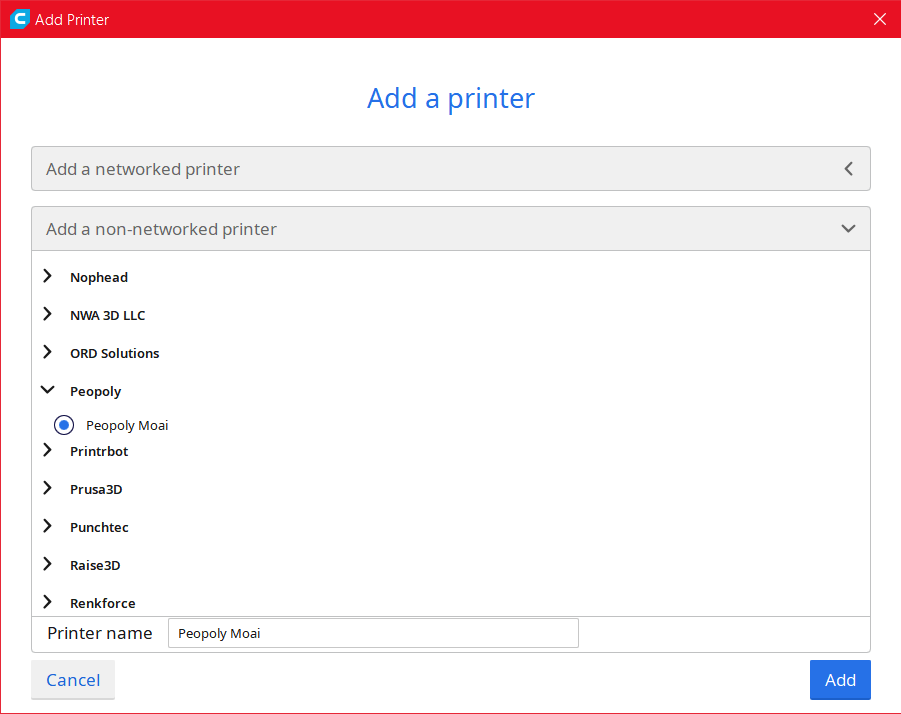 Add Printer
Add a printer
Add a networked printer
Add a non-networked printer
Nophead
NWA 3D LLC
ORD Solutions
Peopoly
Peopoly Moai
Printrbot
Prusa3D
Punchtec
Raise3D
Renkforce
Printer name Peopoly Moai
Cancel Add